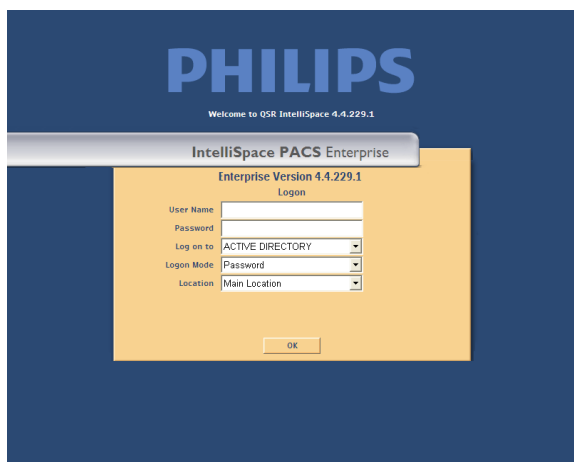 PHILIPS
Welcome to QSR IntelliSpace 4.4.229.1
IntelliSpace PACS Enterprise
Enterprise Version 4.4.229.1
Logon
User Name
Password
Log on to ACTIVE DIRECTORY
Logon Mode Password
Location Main Location
OK